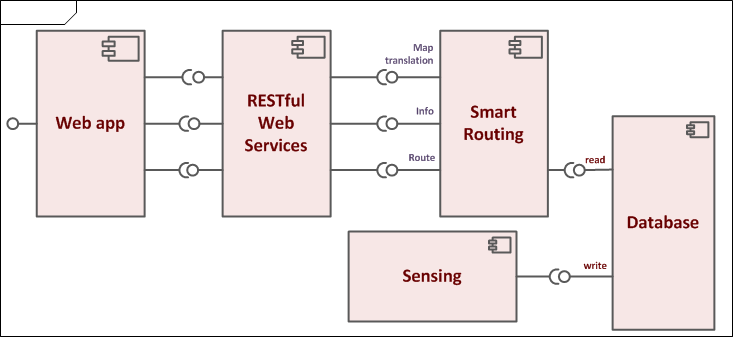 Web app
RESTful
Web
Services
Map
translation
Info
Route
Smart
Routing
read
write
Database
Sensing